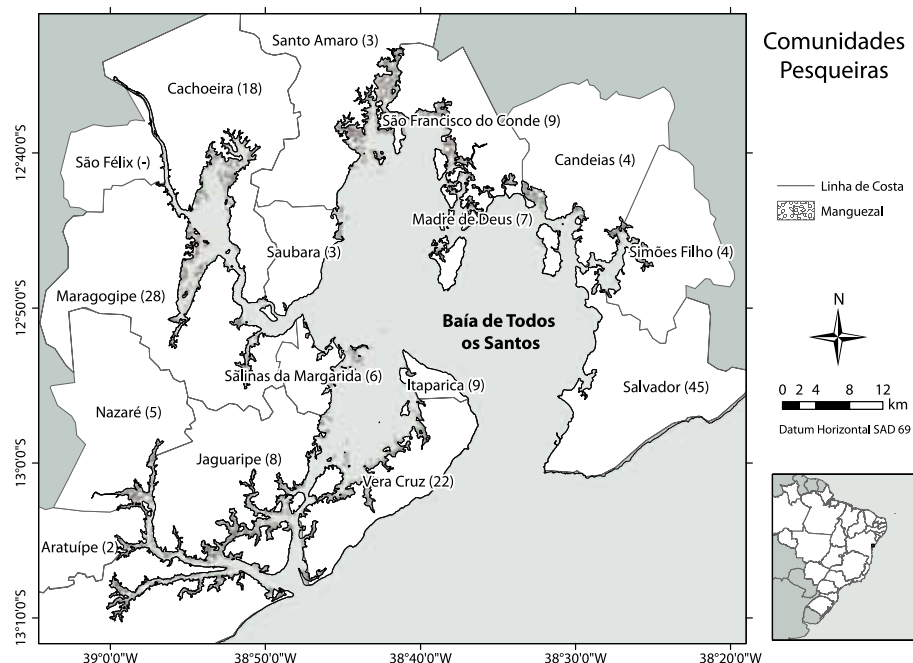 Santo Amaro (3)
Cachoeira (18)
São Francisco do Conde (9)
São Félix (-)
Candeias (4)
Madre de Deus (7)
Saubara (3)
Simões Filho (4)
Maragogipe (28)
Baía de Todos
os Santos
Salinas da Margarida (6)
Itaparica (9)
Salvador (45)
Nazaré (5)
Jaguaripe (8)
Vera Cruz (22)
Aratuípe (2)
12°40'0"S
12°50'0"S
13°0'0"S
13°10'0"S
39°0'0"W
38°50'0"W
38°40'0"W
38°30'0"W
38°20'0"W
Comunidades
Pesqueiras
Linha de Costa
Manguezal
N
0 2 4 8 12
km
Datum Horizontal SAD 69